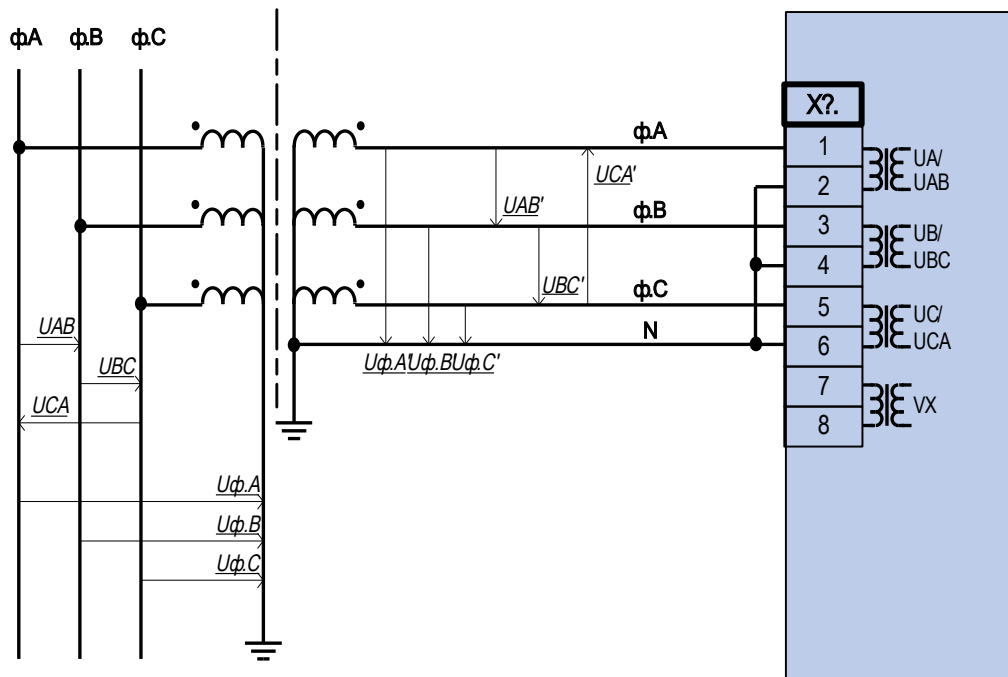 ф.A ф.B ф.C
X?.
ф.A
1
UA/
UAB
2
UCA'
UAB'
ф.B
3
UB/
UBC
4
UBC'
ф.C
5
UC/
UCA
6
N
UAB
Uф.A' Uф.B' Uф.C'
UBC
7
VX
8
UCA
Uф.A
Uф.B
Uф.C